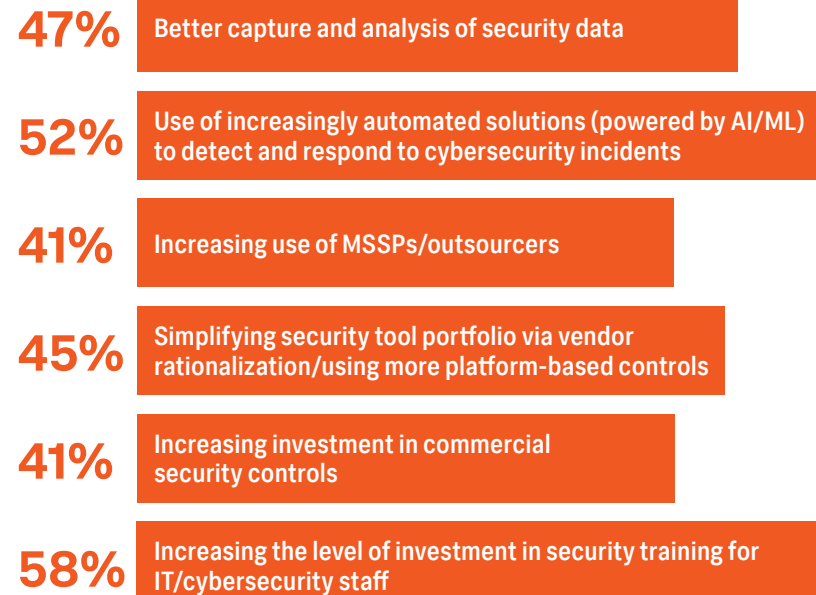 47%
Better capture and analysis of security data
52%
Use of increasingly automated solutions (powered by AI/ML)
to detect and respond to cybersecurity incidents
41%
Increasing use of MSSPs/outsourcers
45%
Simplifying security tool portfolio via vendor
rationalization/using more platform-based controls
41%
Increasing investment in commercial
security controls
58%
Increasing the level of investment in security training for
IT/cybersecurity staff